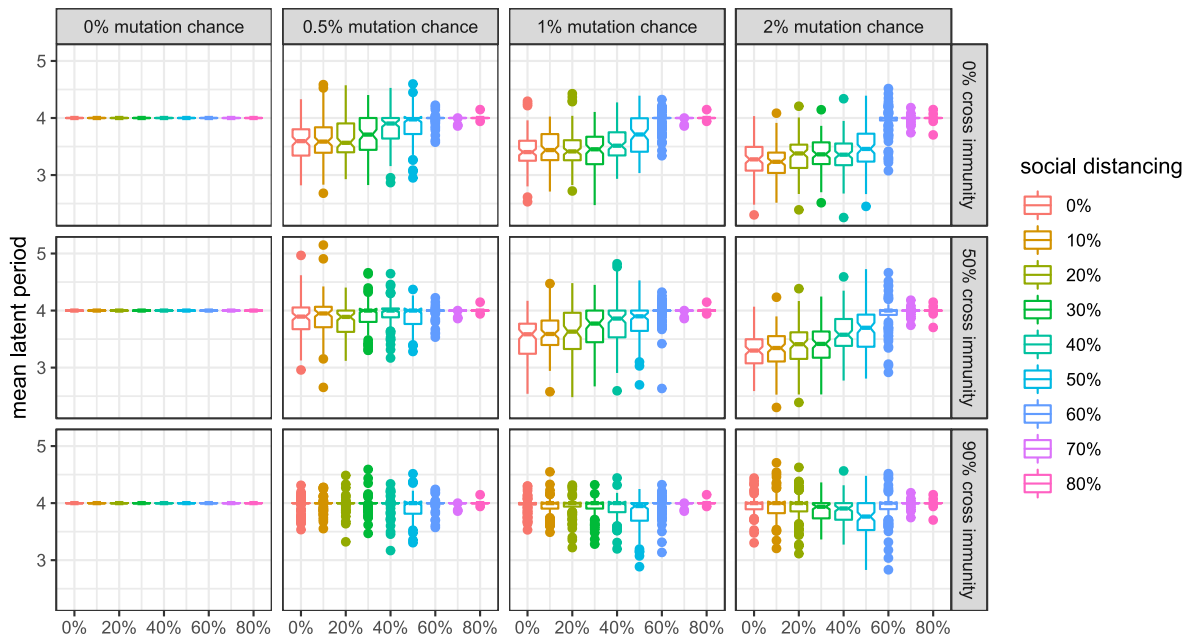 0% mutation chance 0.5% mutation chance 1% mutation chance 2% mutation chance
5
4
3
0% cross immunity
5
4
3
50% cross immunity
5
4
3
90% cross immunity
mean latent period
0% 20% 40% 60% 80% 0% 20% 40% 60% 80% 0% 20% 40% 60% 80% 0% 20% 40% 60% 80%
social distancing
0%
10%
20%
30%
40%
50%
60%
70%
80%